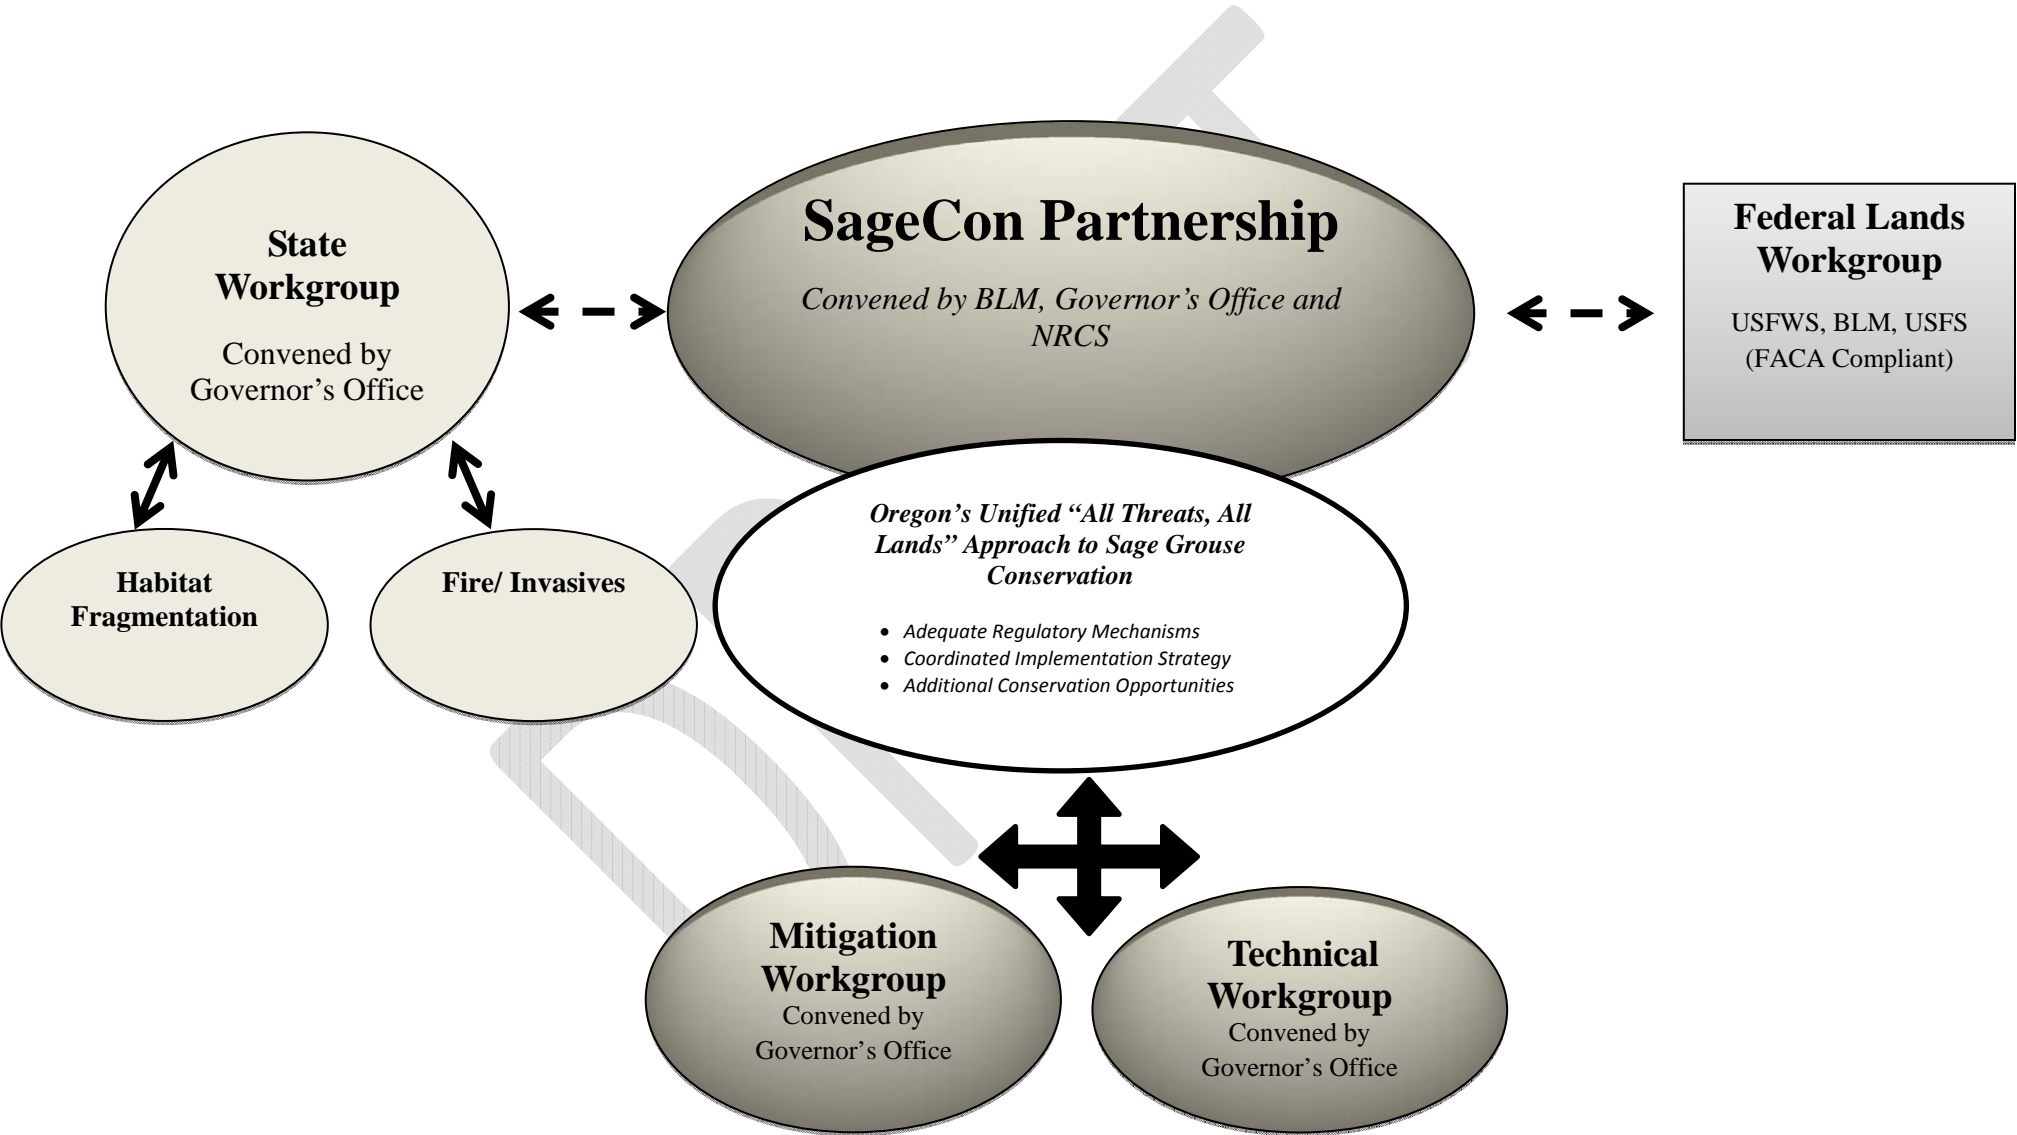 SageCon Partnership
Convened by BLM, Governor's Office and
NRCS
State
Workgroup
Convened by
Governor's Office
Federal Lands
Workgroup
USFWS, BLM, USFS
(FACA Compliant)
Habitat
Fragmentation
Fire/ Invasives
Oregon's Unified “All Threats, All
Lands” Approach to Sage Grouse
Conservation
• Adequate Regulatory Mechanisms
• Coordinated Implementation Strategy
• Additional Conservation Opportunities
Mitigation
Workgroup
Convened by
Governor's Office
Technical
Workgroup
Convened by
Governor's Office